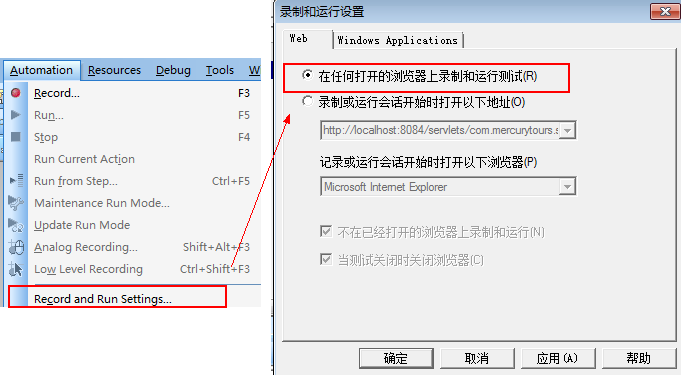 Automation Resources Debug Tools Wi
Record... F3
Run... F5
Stop F4
Run Current Action
Run from Step... Ctrl+F5
Maintenance Run Mode...
Update Run Mode
Analog Recording... Shift+Alt+F3
Low Level Recording Ctrl+Shift+F3
Record and Run Settings...
录制和运行设置
Web Windows Applications
在任何打开的浏览器上录制和运行测试(R)
录制或运行会话开始时打开以下地址(O)
http://localhost:8084/servlets/com.mercurytours.s
记录或运行会话开始时打开以下浏览器(P)
Microsoft Internet Explorer
不在已经打开的浏览器上录制和运行(N)
当测试关闭时关闭浏览器(C)
确定 取消 应用(A) 帮助